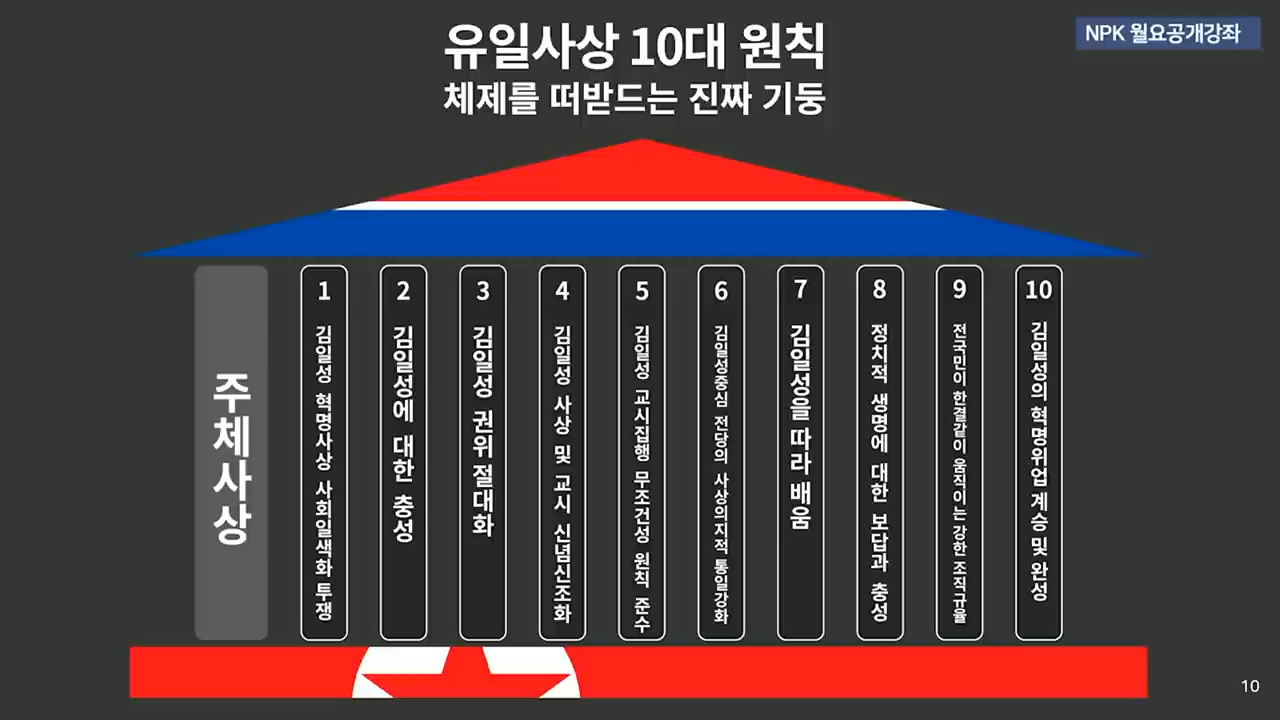 유일사상 10대 원칙
체제를 떠받드는 진짜 기둥
NPK 월요공개강좌
주체사상
1
김일성 혁명사상 사회일색화 투쟁
2
김일성에 대한 충성
3
김일성 권위 절대화
4
김일성 사상 및 교시 신념신조화
5
김일성 교시집행 무조건성 원칙 준수
6
김일성중심 전당의 사상의지적 통일강화
7
김일성을 따라 배움
8
정치적 생명에 대한 보답과 충성
9
전국민이 한결같이 움직이는 강한 조직규율
10
김일성의 혁명위업 계승 및 완성
10